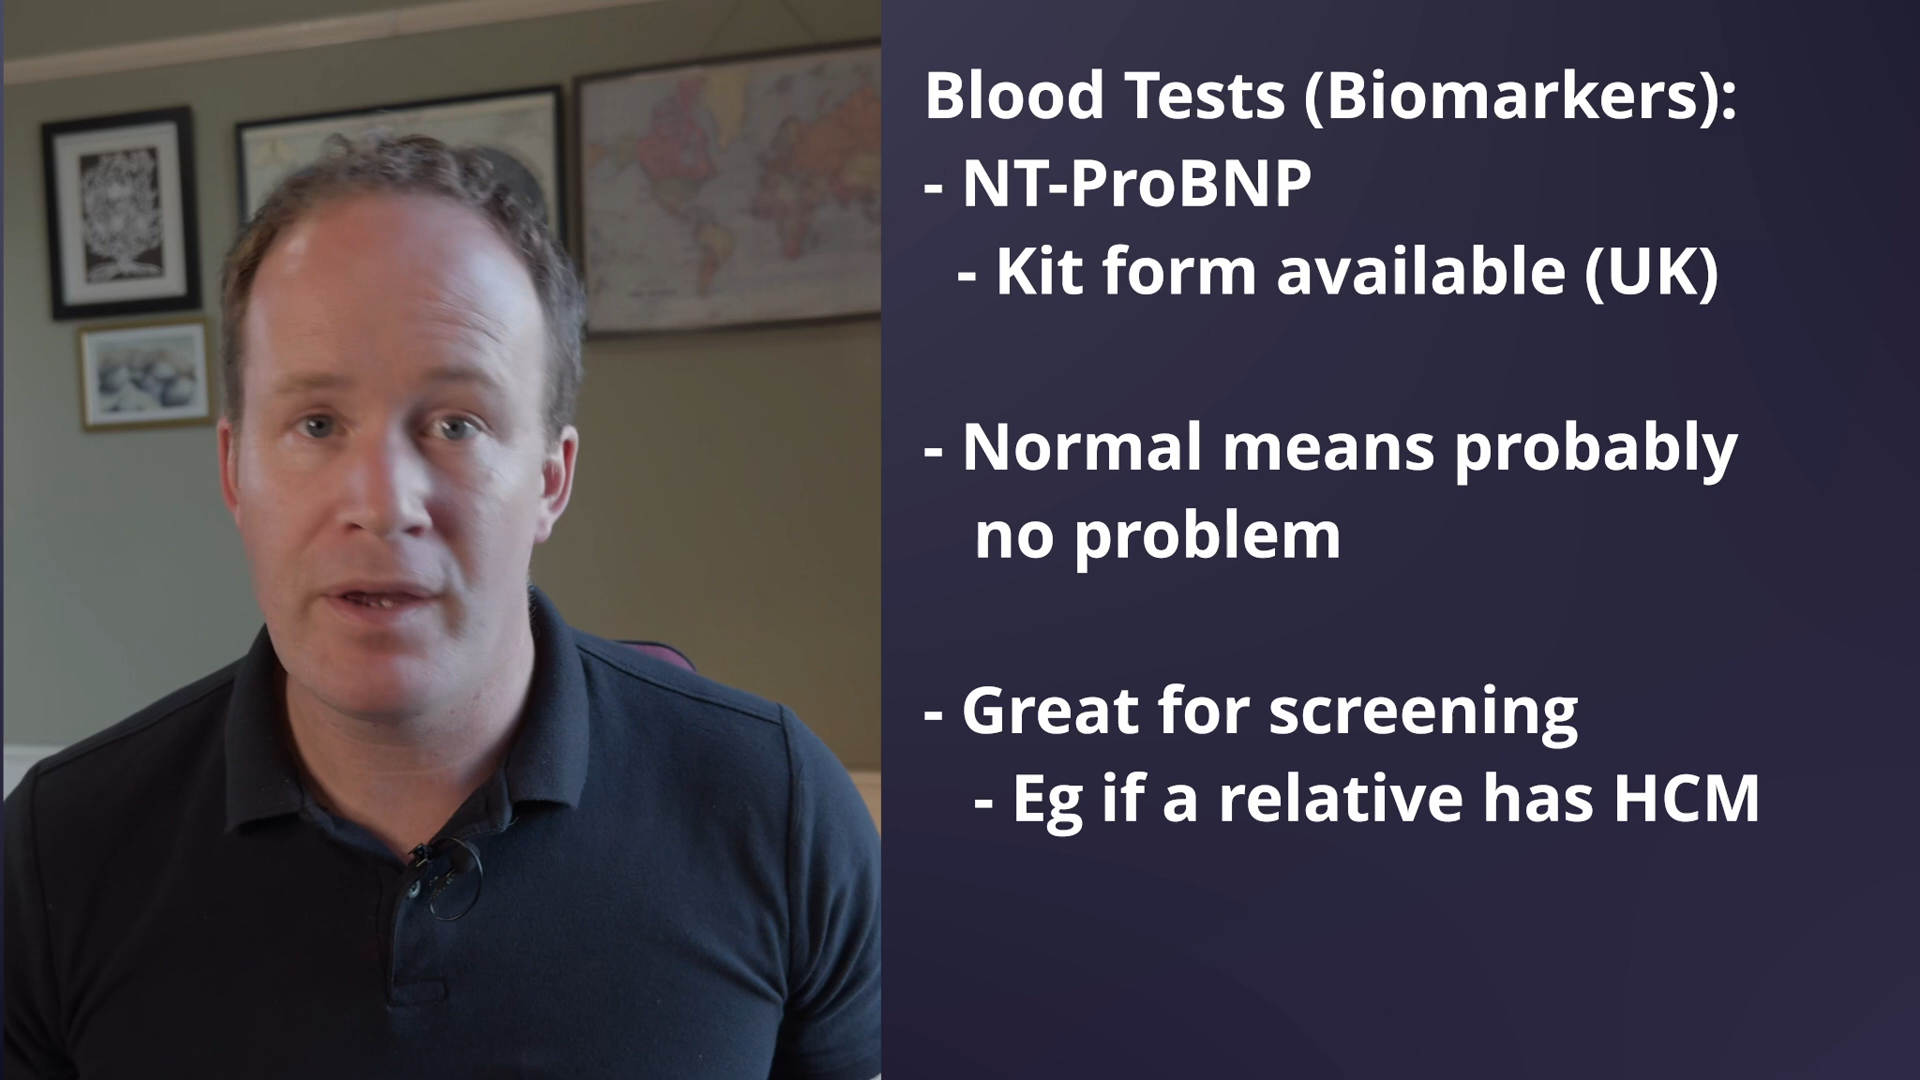 Blood Tests (Biomarkers):
- NT-ProBNP
- Kit form available (UK)
- Normal means probably
no problem
- Great for screening
- Eg if a relative has HCM